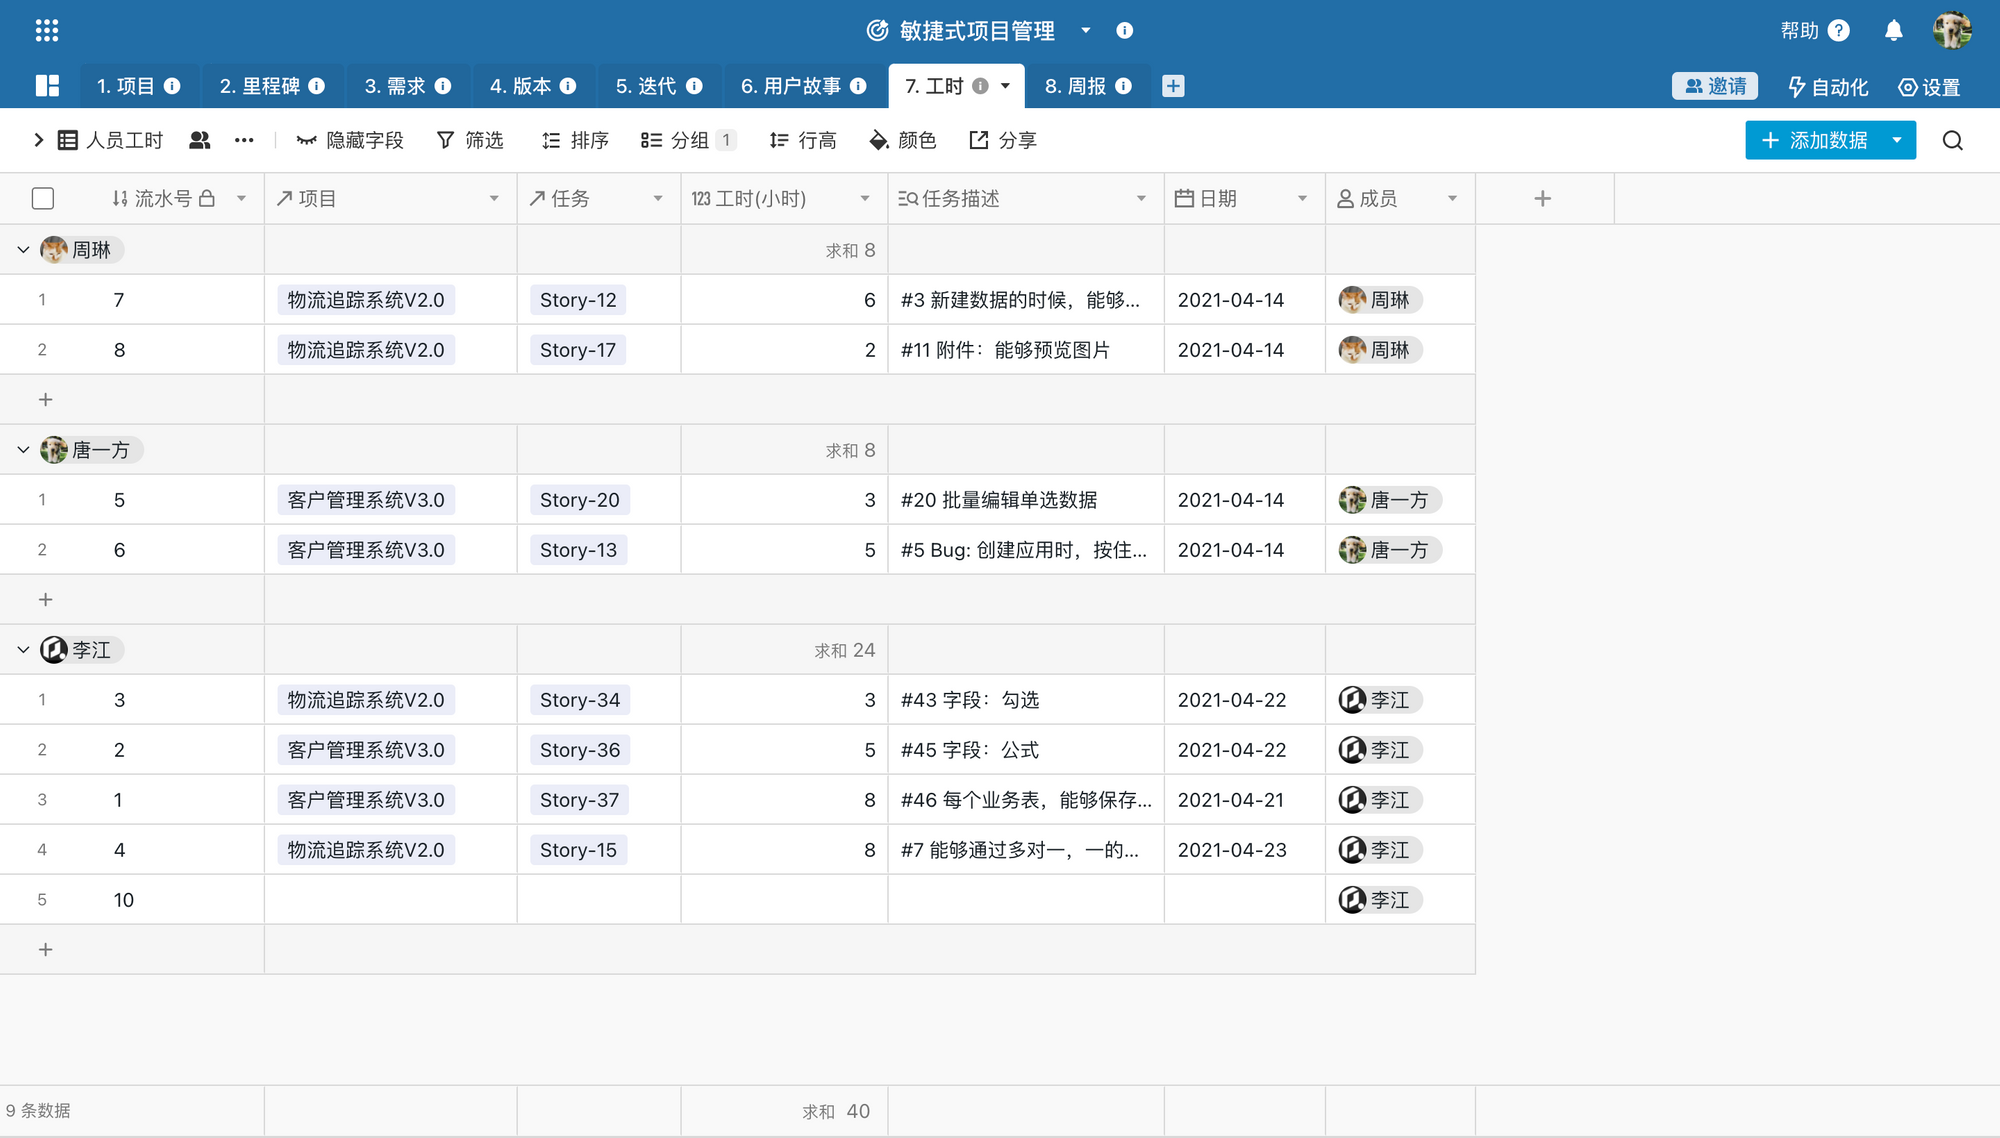 敏捷式项目管理
帮助
1. 项目 2. 里程碑 3. 需求 4. 版本 5. 迭代 6. 用户故事 7. 工时 8. 周报 邀请 自动化 设置
人员工时 隐藏字段 筛选 排序 分组 1 行高 颜色 分享 添加数据
流水号 项目 任务 123 工时(小时) 任务描述 日期 成员
周琳 求和 8
1 7 物流追踪系统V2.0 Story-12 6 #3 新建数据的时候，能够... 2021-04-14 周琳
2 8 物流追踪系统V2.0 Story-17 2 #11 附件：能够预览图片 2021-04-14 周琳
唐一方 求和 8
1 5 客户管理系统V3.0 Story-20 3 #20 批量编辑单选数据 2021-04-14 唐一方
2 6 客户管理系统V3.0 Story-13 5 #5 Bug: 创建应用时，按住... 2021-04-14 唐一方
李江 求和 24
1 3 物流追踪系统V2.0 Story-34 3 #43 字段：勾选 2021-04-22 李江
2 2 客户管理系统V3.0 Story-36 5 #45 字段：公式 2021-04-22 李江
3 1 客户管理系统V3.0 Story-37 8 #46 每个业务表，能够保存... 2021-04-21 李江
4 4 物流追踪系统V2.0 Story-15 8 #7 能够通过多对一，一的... 2021-04-23 李江
5 10 李江
9 条数据 求和 40